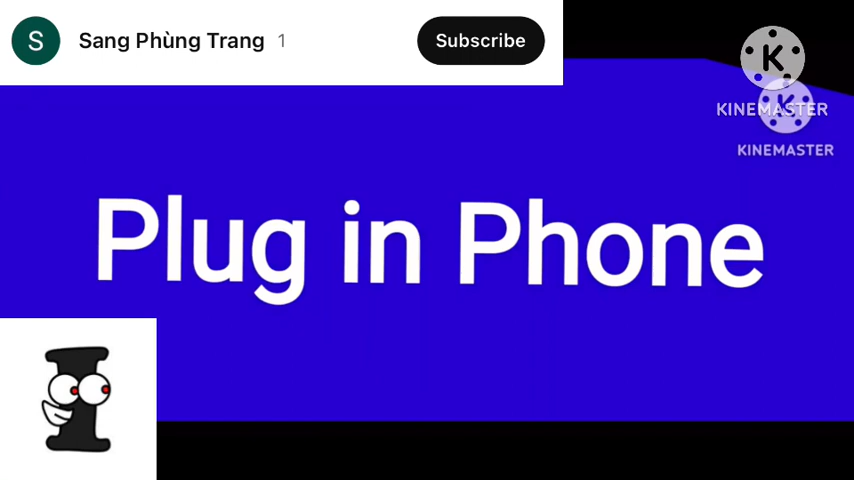 S Sang Phùng Trang 1 Subscribe
K
KINEMASTER
K
KINEMASTER
Plug in Phone
I